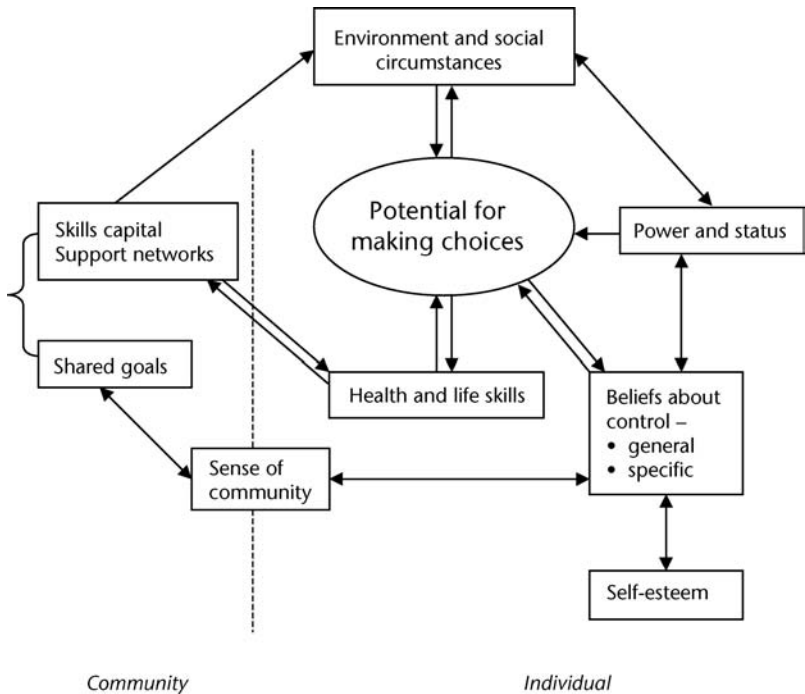 Environment and social
circumstances
Potential for
making choices
Skills capital
Support networks
Power and status
Shared goals
Health and life skills
Beliefs about
control –
• general
• specific
Sense of
community
Self-esteem
Community
Individual